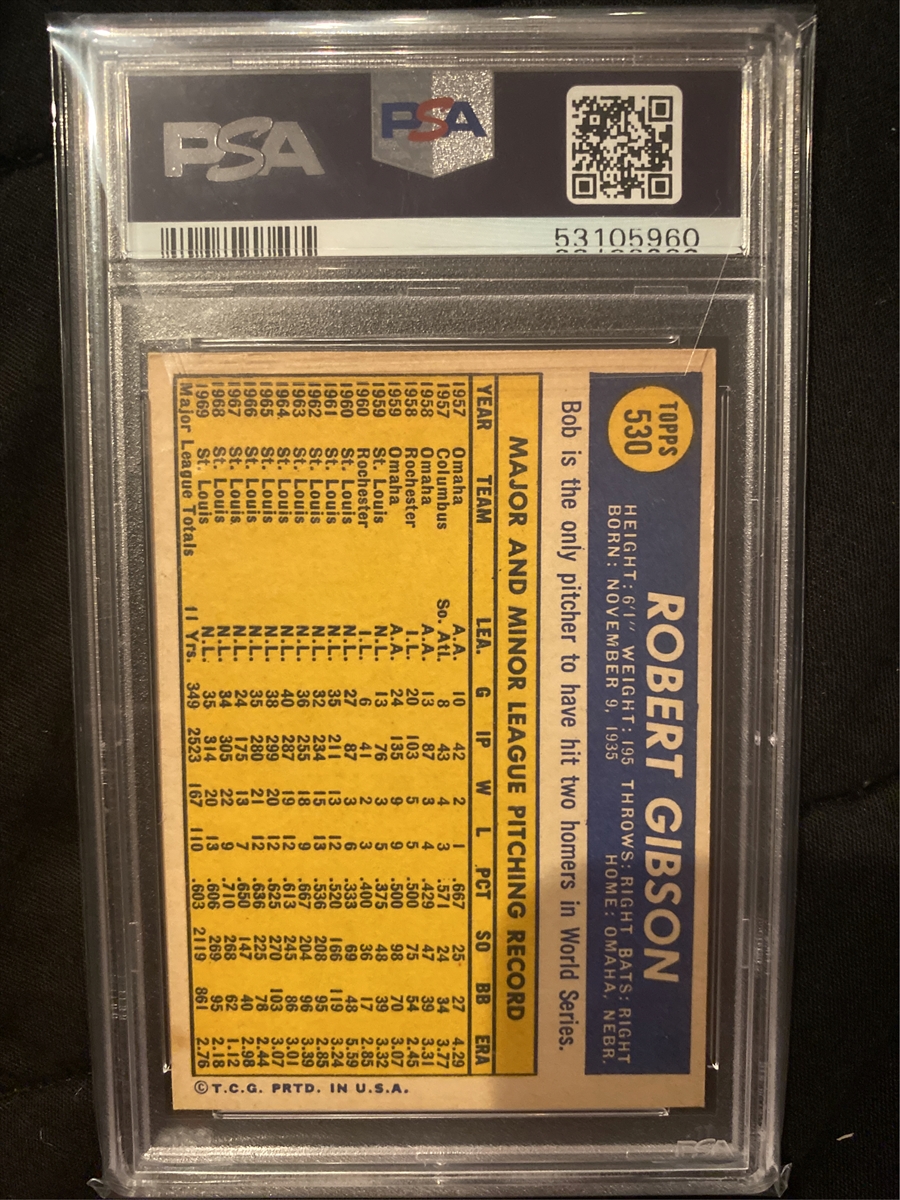 PSA
PSA
53105960
TOPPS
530
ROBERT GIBSON
HEIGHT: 6'1" WEIGHT: 195 THROWS: RIGHT BATS: RIGHT
BORN: NOVEMBER 9, 1935 HOME: OMAHA, NEBR.
Bob is the only pitcher to have hit two homers in World Series.
MAJOR AND MINOR LEAGUE PITCHING RECORD
YEAR TEAM LEA. G IP W L PCT SO BB ERA
1957 Omaha A.A. 10 42 2 1 .667 25 27 4.29
1957 Columbus So. Atl. 8 43 4 3 .571 24 34 3.77
1958 Omaha A.A. 13 87 3 4 .429 47 39 3.31
1958 Rochester I.L. 20 103 5 5 .500 75 54 2.45
1959 Omaha A.A. 24 135 9 9 .500 98 70 3.07
1959 St. Louis N.L. 13 76 3 5 .375 48 39 3.32
1960 Rochester I.L. 6 41 2 3 .400 36 17 2.85
1960 St. Louis N.L. 27 87 3 6 .333 69 48 5.59
1961 St. Louis N.L. 35 211 13 12 .520 166 119 3.24
1962 St. Louis N.L. 32 234 15 13 .536 208 95 2.85
1963 St. Louis N.L. 36 255 18 9 .667 204 96 3.39
1964 St. Louis N.L. 40 287 19 12 .613 245 86 3.01
1965 St. Louis N.L. 38 299 20 12 .625 270 103 3.07
1966 St. Louis N.L. 35 280 21 12 .636 225 78 2.44
1967 St. Louis N.L. 24 175 13 7 .650 147 40 2.98
1968 St. Louis N.L. 34 305 22 9 .710 268 62 1.12
1969 St. Louis N.L. 35 314 20 13 .606 269 95 2.18
Major League Totals 11 Yrs. 349 2523 167 110 .603 2119 861 2.76
© T.C.G. PRTD. IN U.S.A.
PSA